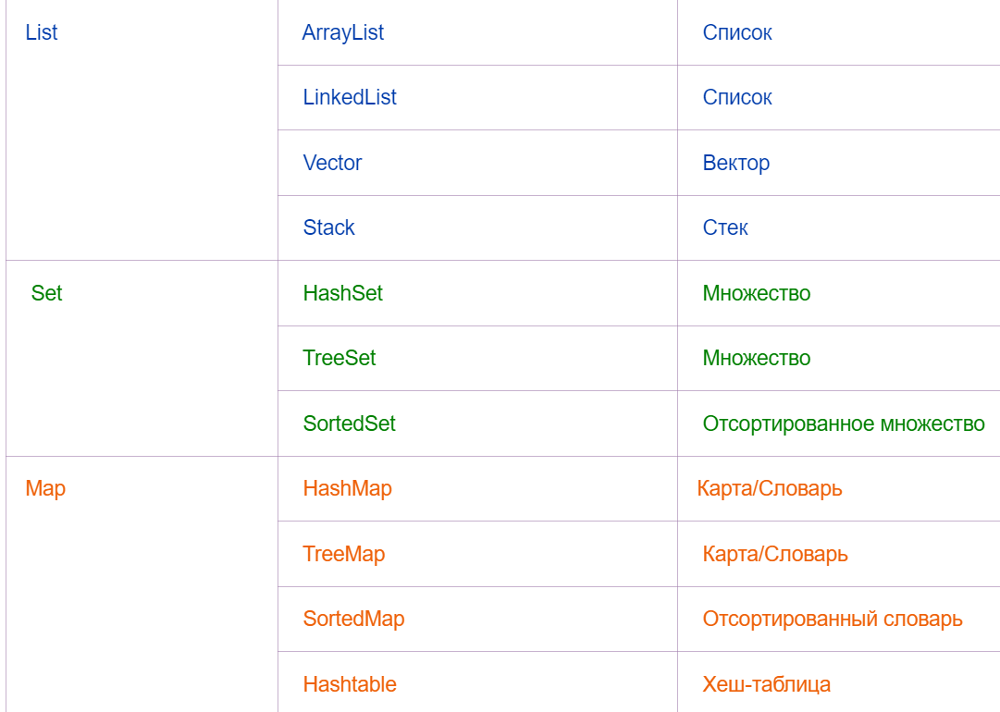 List ArrayList Список
LinkedList Список
Vector Вектор
Stack Стек
Set HashSet Множество
TreeSet Множество
SortedSet Отсортированное множество
Map HashMap Карта/Словарь
TreeMap Карта/Словарь
SortedMap Отсортированный словарь
Hashtable Хеш-таблица